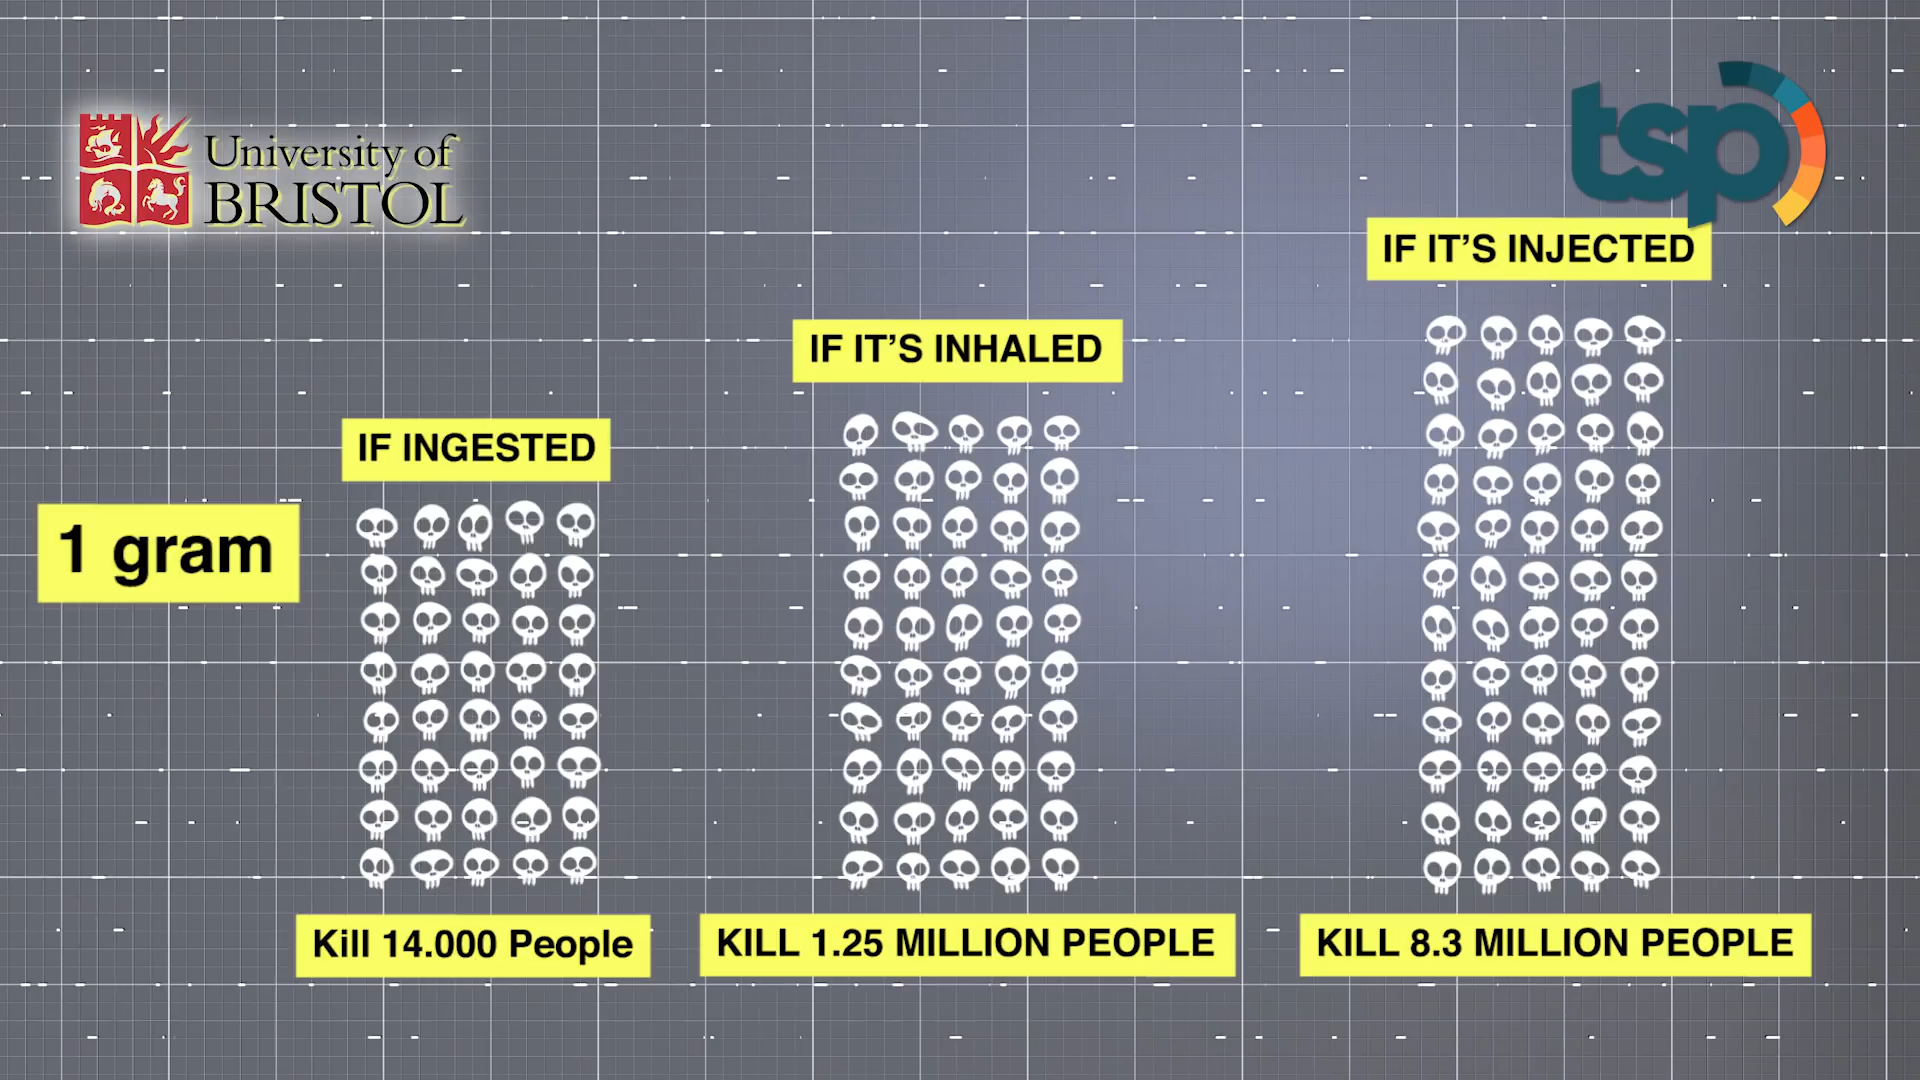 University of
BRISTOL
tsp
IF IT’S INJECTED
IF IT’S INHALED
IF INGESTED
1 gram
Kill 14.000 People
KILL 1.25 MILLION PEOPLE
KILL 8.3 MILLION PEOPLE